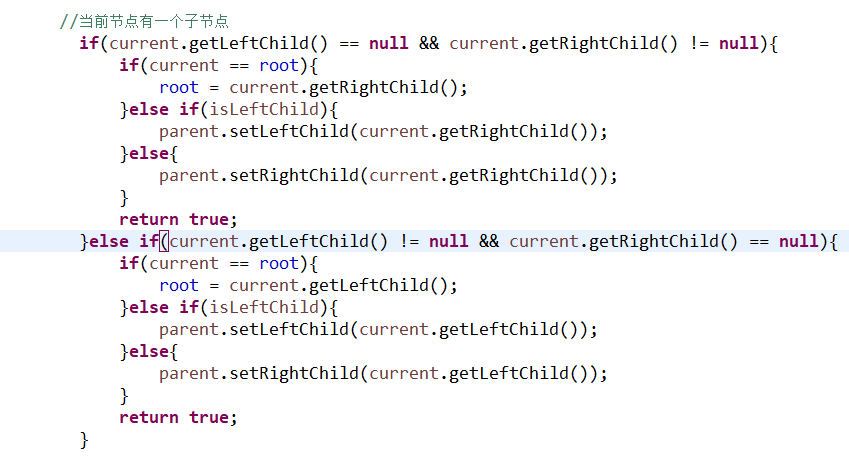 //当前节点有一个子节点
if(current.getLeftChild() == null && current.getRightChild() != null){
if(current == root){
root = current.getRightChild();
}else if(isLeftChild){
parent.setLeftChild(current.getRightChild());
}else{
parent.setRightChild(current.getRightChild());
}
return true;
}else if(current.getLeftChild() != null && current.getRightChild() == null){
if(current == root){
root = current.getLeftChild();
}else if(isLeftChild){
parent.setLeftChild(current.getLeftChild());
}else{
parent.setRightChild(current.getLeftChild());
}
return true;
}